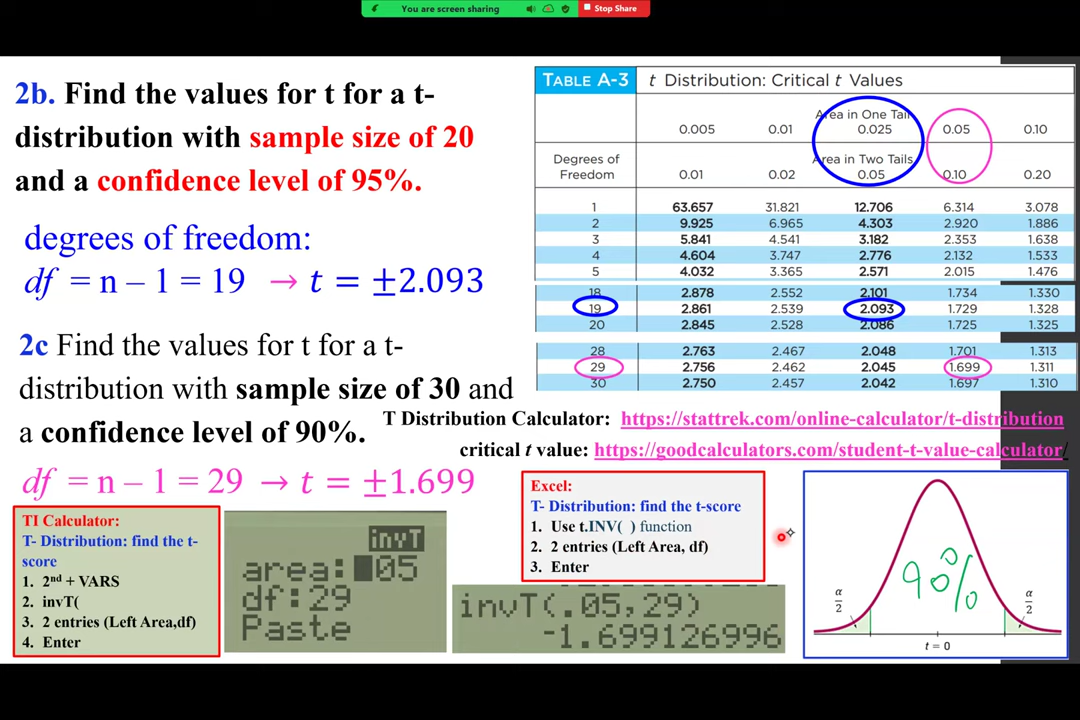 You are screen sharing
Stop Share
2b. Find the values for t for a t-
distribution with sample size of 20
and a confidence level of 95%.
degrees of freedom:
df = n – 1 = 19 → t = ±2.093
2c Find the values for t for a t-
distribution with sample size of 30 and
a confidence level of 90%.
df = n – 1 = 29 → t = ±1.699
TABLE A-3 t Distribution: Critical t Values
Area in One Tail
0.005 0.01 0.025 0.05 0.10
Degrees of Freedom Area in Two Tails
0.01 0.02 0.05 0.10 0.20
1 63.657 31.821 12.706 6.314 3.078
2 9.925 6.965 4.303 2.920 1.886
3 5.841 4.541 3.182 2.353 1.638
4 4.604 3.747 2.776 2.132 1.533
5 4.032 3.365 2.571 2.015 1.476
18 2.878 2.552 2.101 1.734 1.330
19 2.861 2.539 2.093 1.729 1.328
20 2.845 2.528 2.086 1.725 1.325
28 2.763 2.467 2.048 1.701 1.313
29 2.756 2.462 2.045 1.699 1.311
30 2.750 2.457 2.042 1.697 1.310
T Distribution Calculator: https://stattrek.com/online-calculator/t-distribution
critical t value: https://goodcalculators.com/student-t-value-calculator/
TI Calculator:
T- Distribution: find the t-
score
1. 2nd + VARS
2. invT(
3. 2 entries (Left Area,df)
4. Enter
invT
area: 05
df:29
Paste
Excel:
T- Distribution: find the t-score
1. Use t.INV( ) function
2. 2 entries (Left Area, df)
3. Enter
invT(.05,29)
-1.699126996
90%
α/2
α/2
t = 0